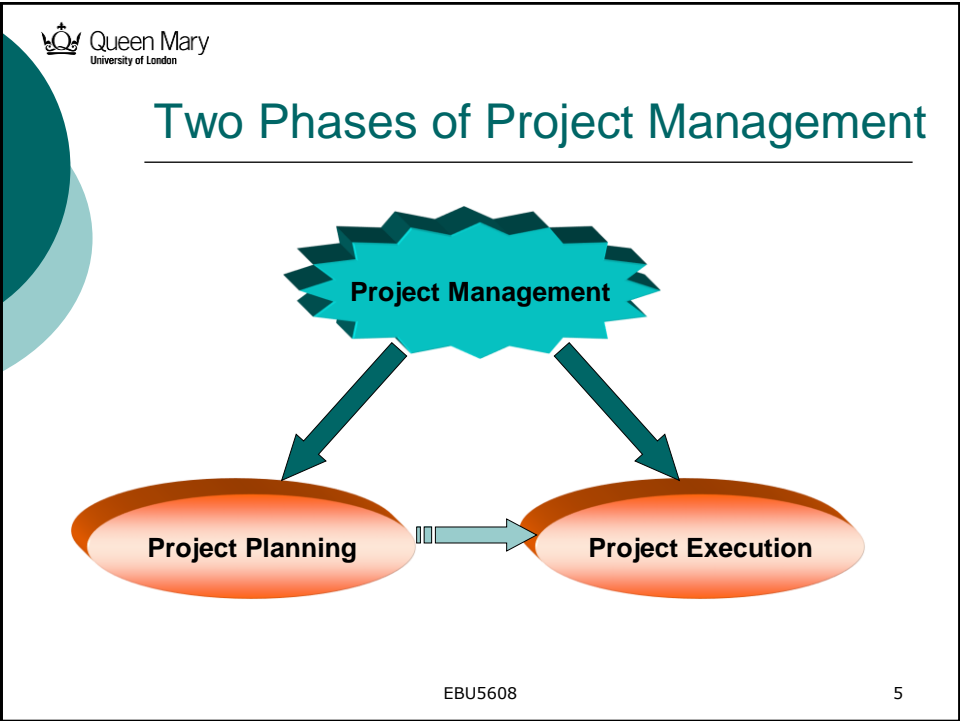 Queen Mary
University of London
Two Phases of Project Management
Project Management
Project Planning
Project Execution
EBU5608
5